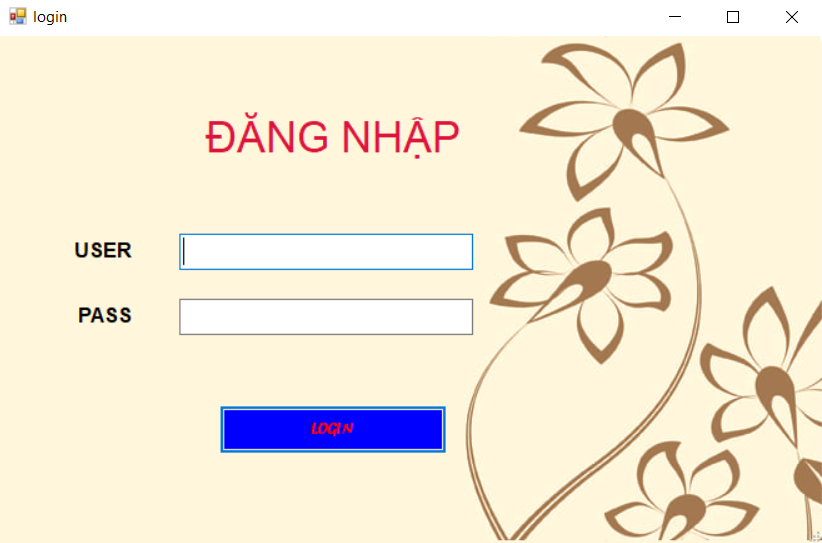 login
ĐĂNG NHẬP
USER
PASS
LOGIN